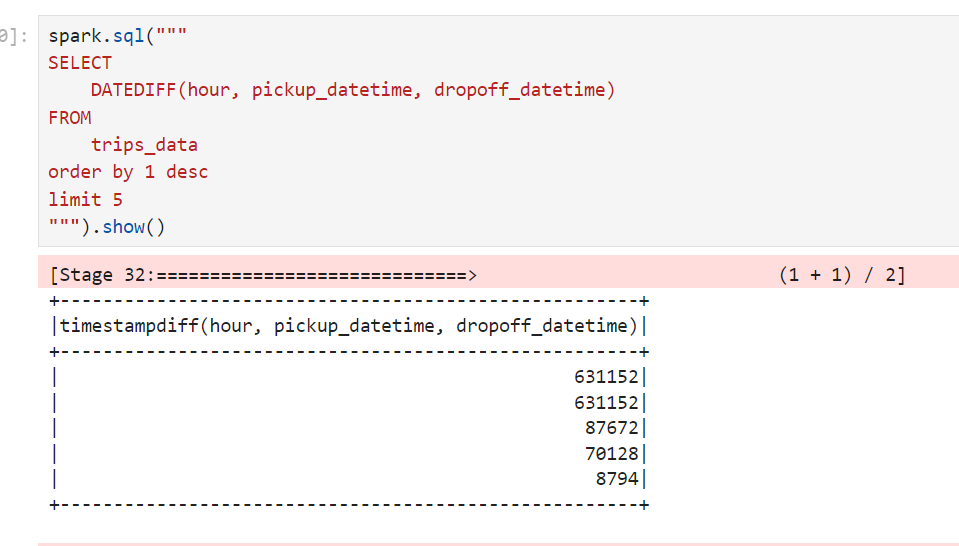 0]:
spark.sql("""
SELECT
    DATEDIFF(hour, pickup_datetime, dropoff_datetime)
FROM
    trips_data
order by 1 desc
limit 5
""").show()
[Stage 32:=============================>                             (1 + 1) / 2]
+-----------------------------------------------------+
|timestampdiff(hour, pickup_datetime, dropoff_datetime)|
+-----------------------------------------------------+
|                                               631152|
|                                               631152|
|                                                87672|
|                                                70128|
|                                                 8794|
+-----------------------------------------------------+